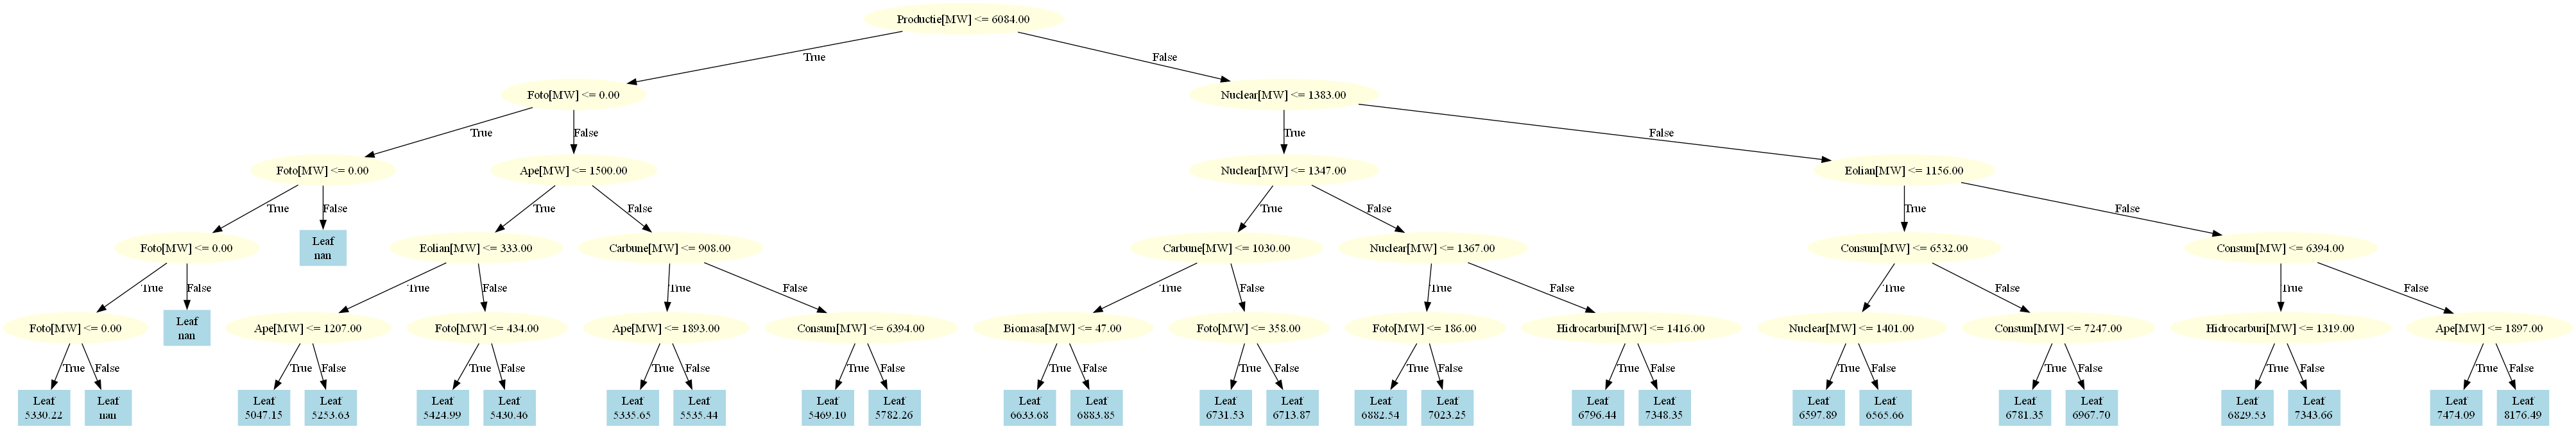 Productie[MW] <= 6084.00
True
False
Foto[MW] <= 0.00
Nuclear[MW] <= 1383.00
True
False
True
False
Foto[MW] <= 0.00
Ape[MW] <= 1500.00
Nuclear[MW] <= 1347.00
Eolian[MW] <= 1156.00
True
False
True
False
True
False
True
False
Foto[MW] <= 0.00
Leaf
nan
Eolian[MW] <= 333.00
Carbune[MW] <= 908.00
Carbune[MW] <= 1030.00
Nuclear[MW] <= 1367.00
Consum[MW] <= 6532.00
Consum[MW] <= 6394.00
True
False
True
False
True
False
True
False
True
False
True
False
True
False
Foto[MW] <= 0.00
Leaf
nan
Ape[MW] <= 1207.00
Foto[MW] <= 434.00
Ape[MW] <= 1893.00
Consum[MW] <= 6394.00
Biomasa[MW] <= 47.00
Foto[MW] <= 358.00
Foto[MW] <= 186.00
Hidrocarburi[MW] <= 1416.00
Nuclear[MW] <= 1401.00
Consum[MW] <= 7247.00
Hidrocarburi[MW] <= 1319.00
Ape[MW] <= 1897.00
True
False
True
False
True
False
True
False
True
False
True
False
True
False
True
False
True
False
True
False
True
False
True
False
True
False
Leaf
5330.22
Leaf
nan
Leaf
5047.15
Leaf
5253.63
Leaf
5424.99
Leaf
5430.46
Leaf
5335.65
Leaf
5535.44
Leaf
5469.10
Leaf
5782.26
Leaf
6633.68
Leaf
6883.85
Leaf
6731.53
Leaf
6713.87
Leaf
6882.54
Leaf
7023.25
Leaf
6796.44
Leaf
7348.35
Leaf
6597.89
Leaf
6565.66
Leaf
6781.35
Leaf
6967.70
Leaf
6829.53
Leaf
7343.66
Leaf
7474.09
Leaf
8176.49